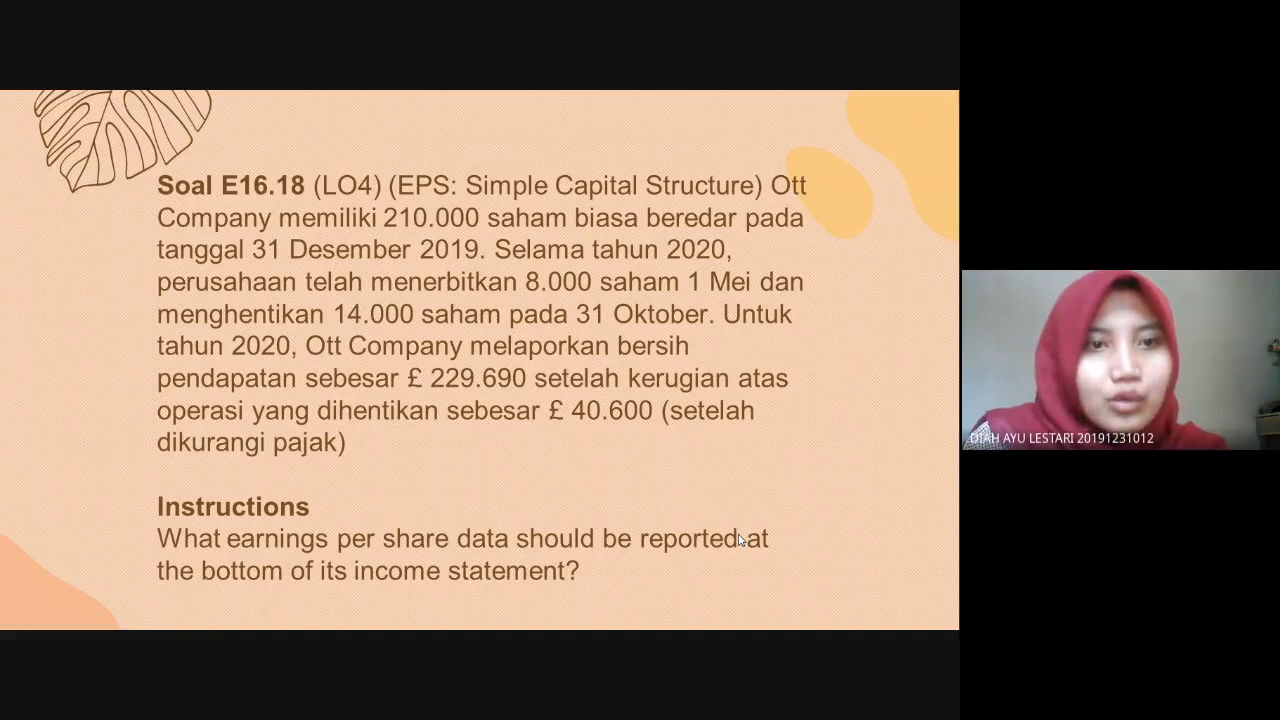 Soal E16.18 (LO4) (EPS: Simple Capital Structure) Ott
Company memiliki 210.000 saham biasa beredar pada
tanggal 31 Desember 2019. Selama tahun 2020,
perusahaan telah menerbitkan 8.000 saham 1 Mei dan
menghentikan 14.000 saham pada 31 Oktober. Untuk
tahun 2020, Ott Company melaporkan bersih
pendapatan sebesar £ 229.690 setelah kerugian atas
operasi yang dihentikan sebesar £ 40.600 (setelah
dikurangi pajak)
Instructions
What earnings per share data should be reported at
the bottom of its income statement?
DIAH AYU LESTARI 20191231012